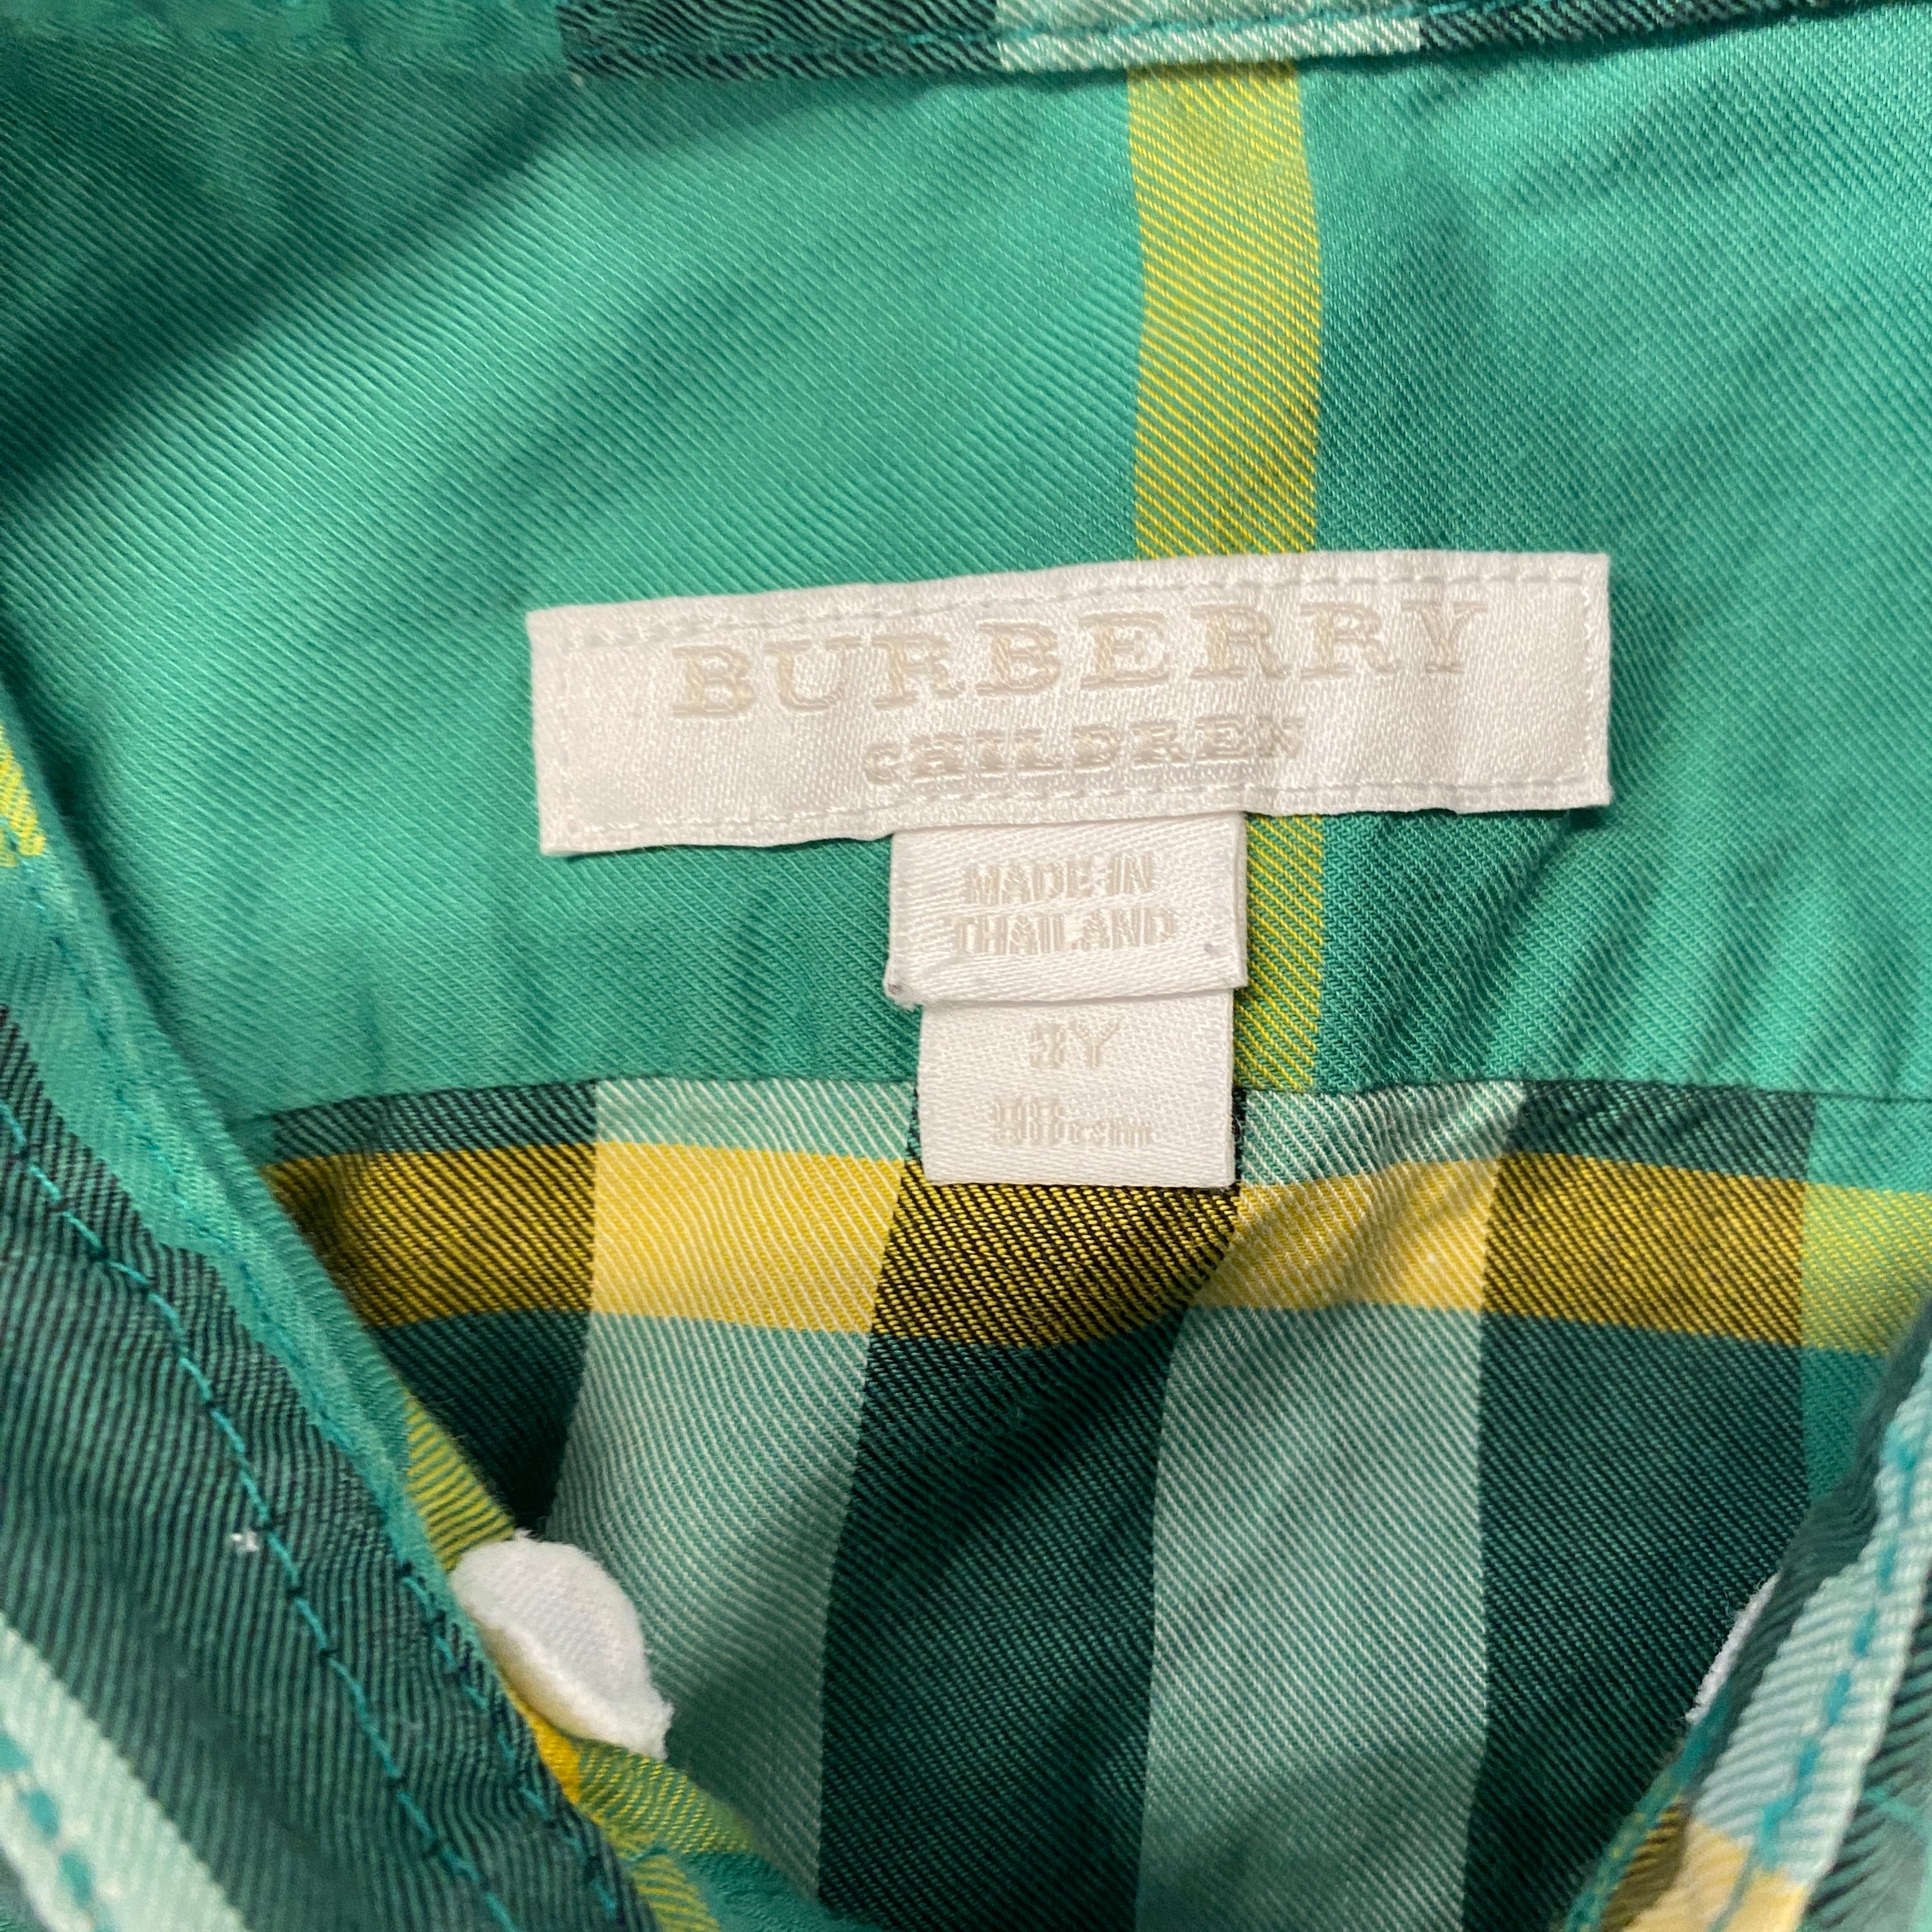 BURBERRY
CHILDREN
MADE IN
THAILAND
3Y
98cm